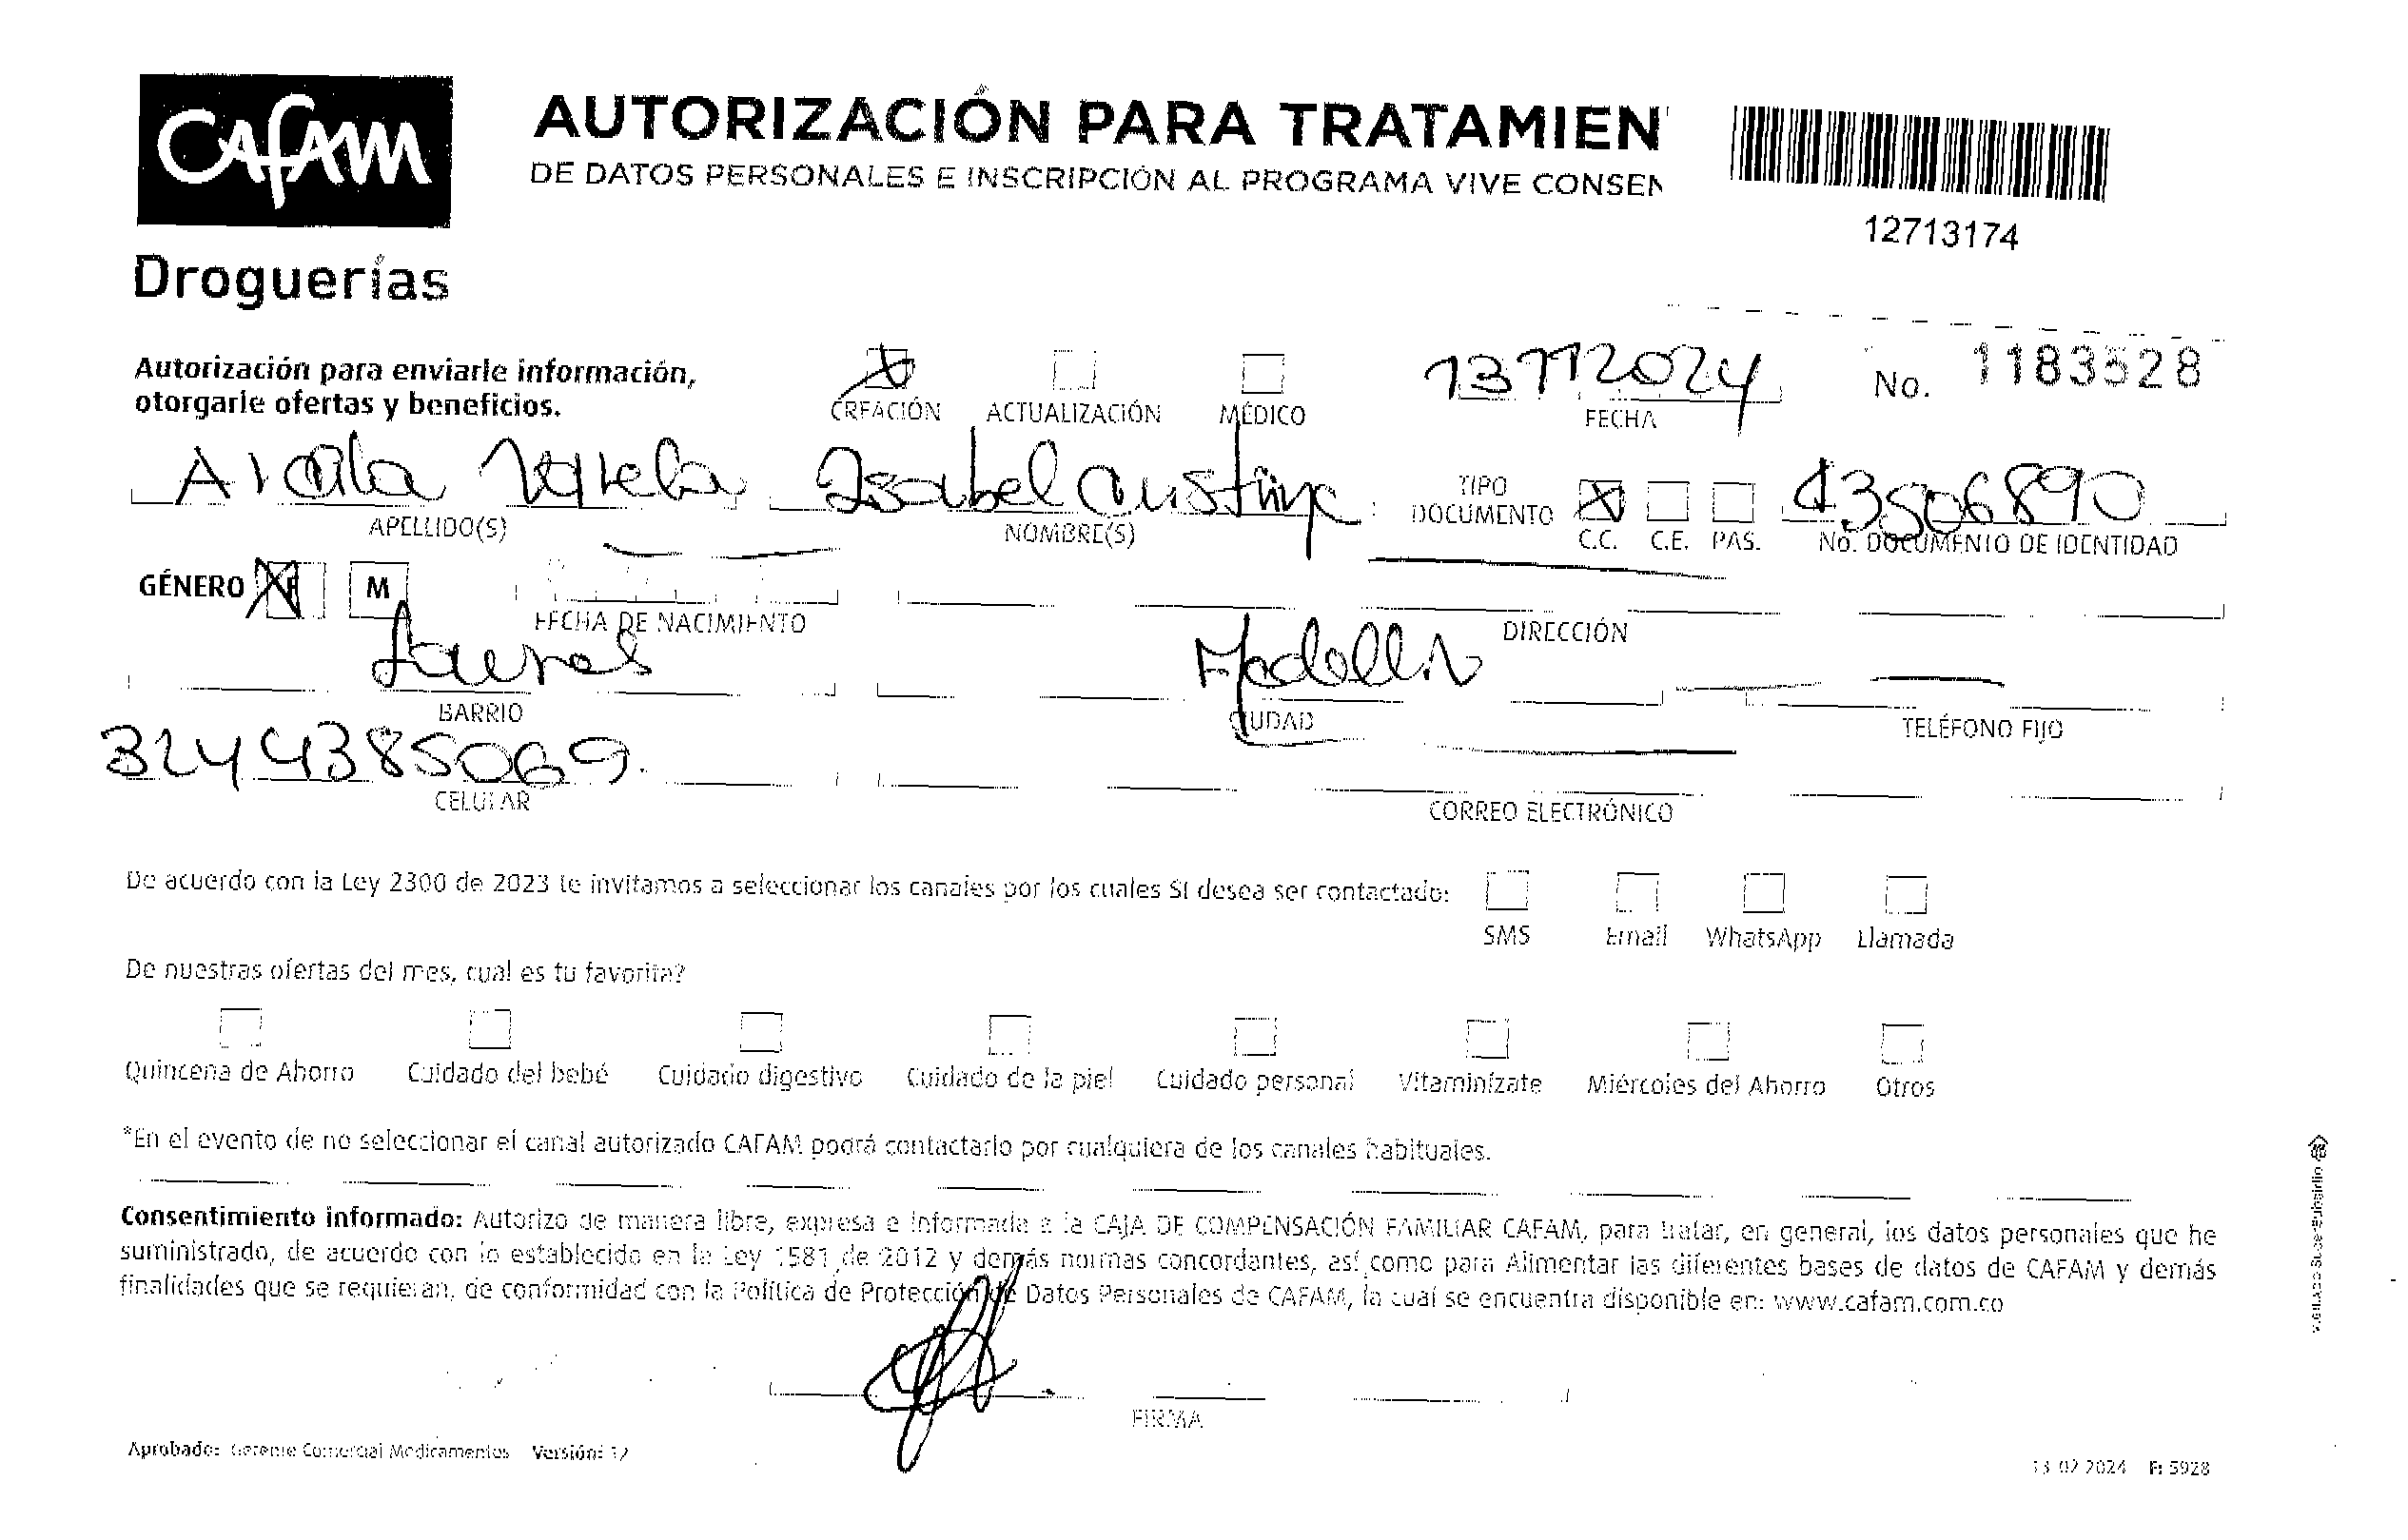 CAFAM
Droguerías
AUTORIZACIÓN PARA TRATAMIEN
DE DATOS PERSONALES E INSCRIPCIÓN AL PROGRAMA VIVE CONSEN
12713174
Autorización para enviarle información,
otorgarle ofertas y beneficios.
X CREACIÓN ACTUALIZACIÓN MÉDICO
13112024
FECHA
No. 1183528
Isabel
APELLIDO(S) NOMBRE(S)
TIPO DOCUMENTO X C.C. C.E. PAS.
43506890
No. DOCUMENTO DE IDENTIDAD
GÉNERO X F M
FECHA DE NACIMIENTO DIRECCIÓN
Laureles Medellin
BARRIO CIUDAD TELÉFONO FIJO
3244385069
CELULAR CORREO ELECTRÓNICO
De acuerdo con la Ley 2300 de 2023 te invitamos a seleccionar los canales por los cuales SI desea ser contactado:
SMS Email WhatsApp Llamada
De nuestras ofertas del mes, cual es tu favorita?
Quincena de Ahorro Cuidado del bebé Cuidado digestivo Cuidado de la piel Cuidado personal Vitaminízate Miércoles del Ahorro Otros
*En el evento de no seleccionar el canal autorizado CAFAM podrá contactarlo por cualquiera de los canales habituales.
Consentimiento informado: Autorizo de manera libre, expresa e informada a la CAJA DE COMPENSACIÓN FAMILIAR CAFAM, para tratar, en general, los datos personales que he
suministrado, de acuerdo con lo establecido en la Ley 1581 de 2012 y demás normas concordantes, así como para Alimentar las diferentes bases de datos de CAFAM y demás
finalidades que se requieran, de conformidad con la Política de Protección de Datos Personales de CAFAM, la cual se encuentra disponible en: www.cafam.com.co
FIRMA
Aprobado: Gerente Comercial Medicamentos Versión: 12
13 02 2024 F: 5928